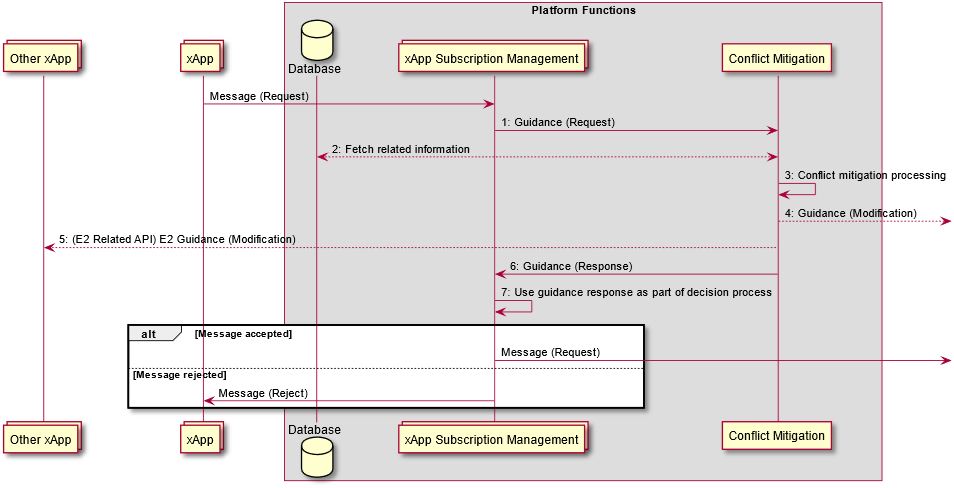 Platform Functions
Other xApp
xApp
Database
xApp Subscription Management
Conflict Mitigation
Message (Request)
1: Guidance (Request)
2: Fetch related information
3: Conflict mitigation processing
4: Guidance (Modification)
5: (E2 Related API) E2 Guidance (Modification)
6: Guidance (Response)
7: Use guidance response as part of decision process
alt [Message accepted]
Message (Request)
[Message rejected]
Message (Reject)
Other xApp
xApp
Database
xApp Subscription Management
Conflict Mitigation